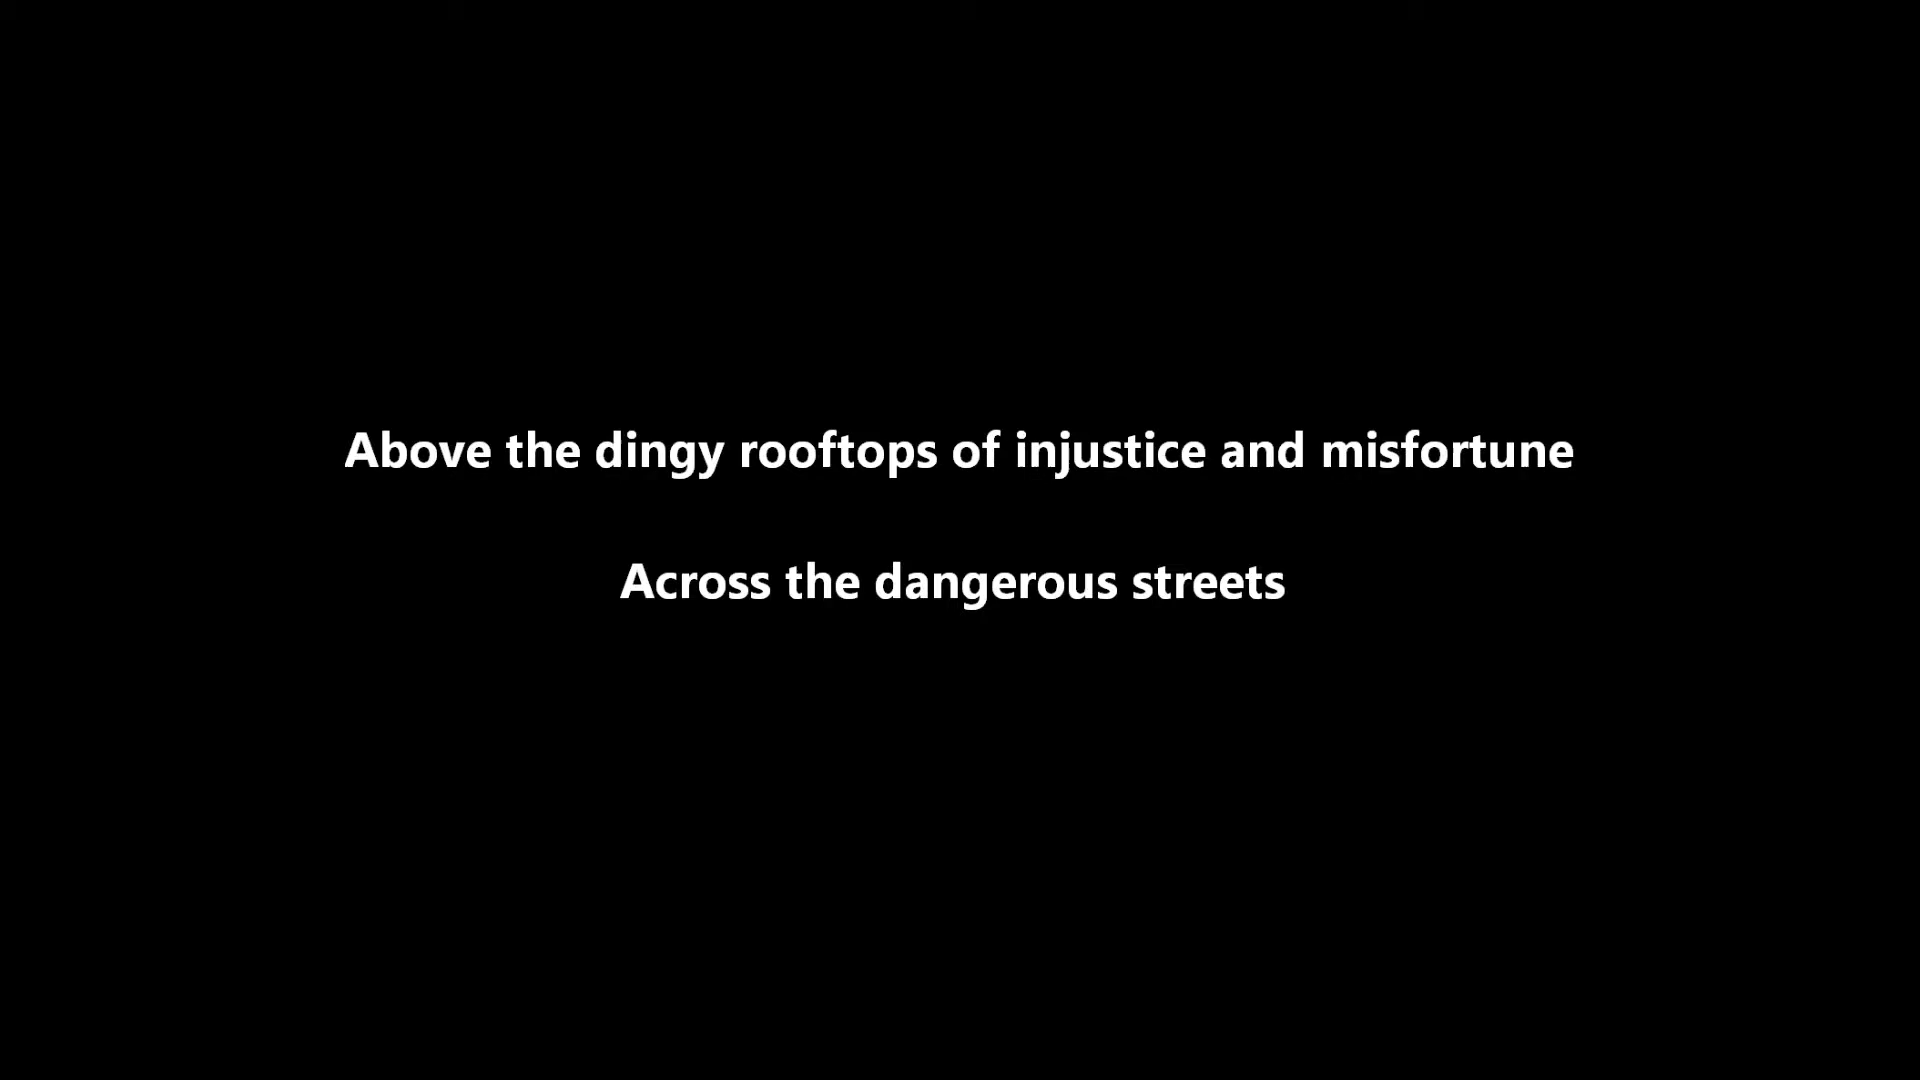 Above the dingy rooftops of injustice and misfortune
Across the dangerous streets